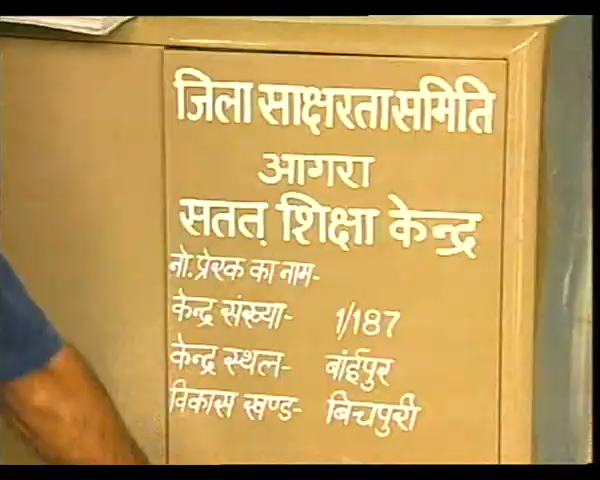 जिला साक्षरता समिति
आगरा
सतत् शिक्षा केन्द्र
नो. प्रेरक का नाम-
केन्द्र संख्या- 1/187
केन्द्र स्थल- बांईपुर
विकास खण्ड- बिचपुरी